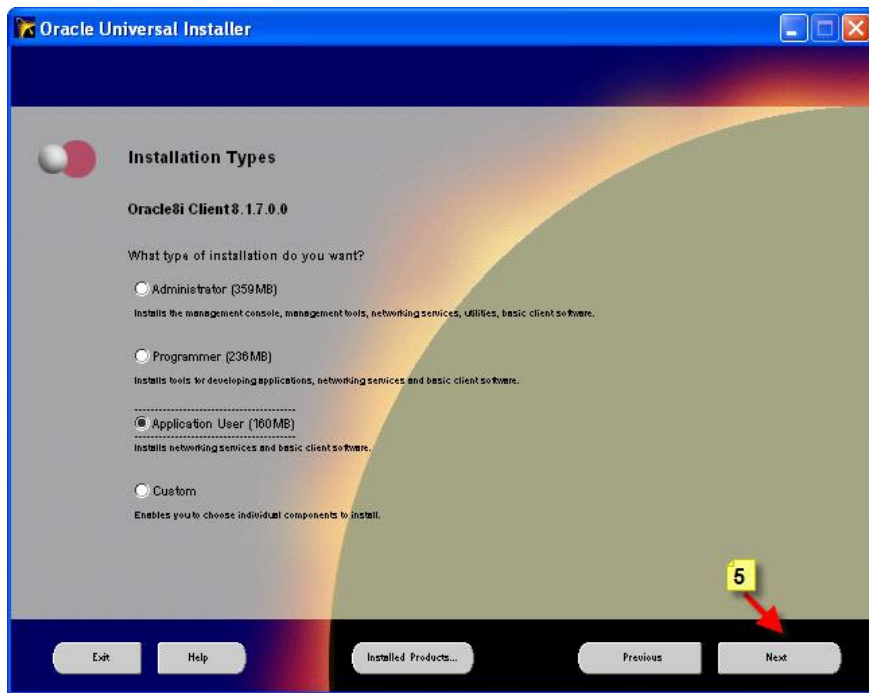 Oracle Universal Installer
Installation Types
Oracle8i Client 8.1.7.0.0
What type of installation do you want?
Administrator (359MB)
Installs the management console, management tools, networking services, utilities, basic client software.
Programmer (236MB)
Installs tools for developing applications, networking services and basic client software.
Application User (160MB)
Installs networking services and basic client software.
Custom
Enables you to choose individual components to install.
5
Exit Help Installed Products... Previous Next